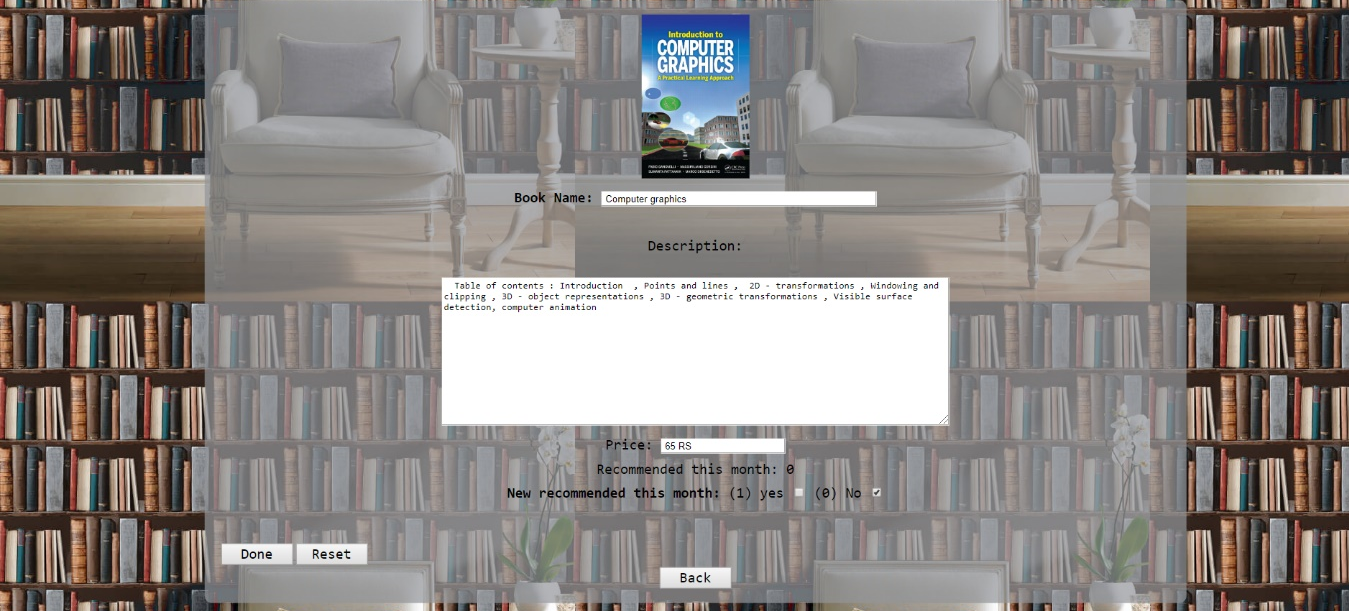 Introduction to
COMPUTER
GRAPHICS
A Practical Learning Approach
Book Name: Computer graphics
Description:
Table of contents : Introduction , Points and lines , 2D - transformations , Windowing and
clipping , 3D - object representations , 3D - geometric transformations , Visible surface
detection, computer animation
Price: 65 RS
Recommended this month: 0
New recommended this month: (1) yes (0) No
Done Reset
Back